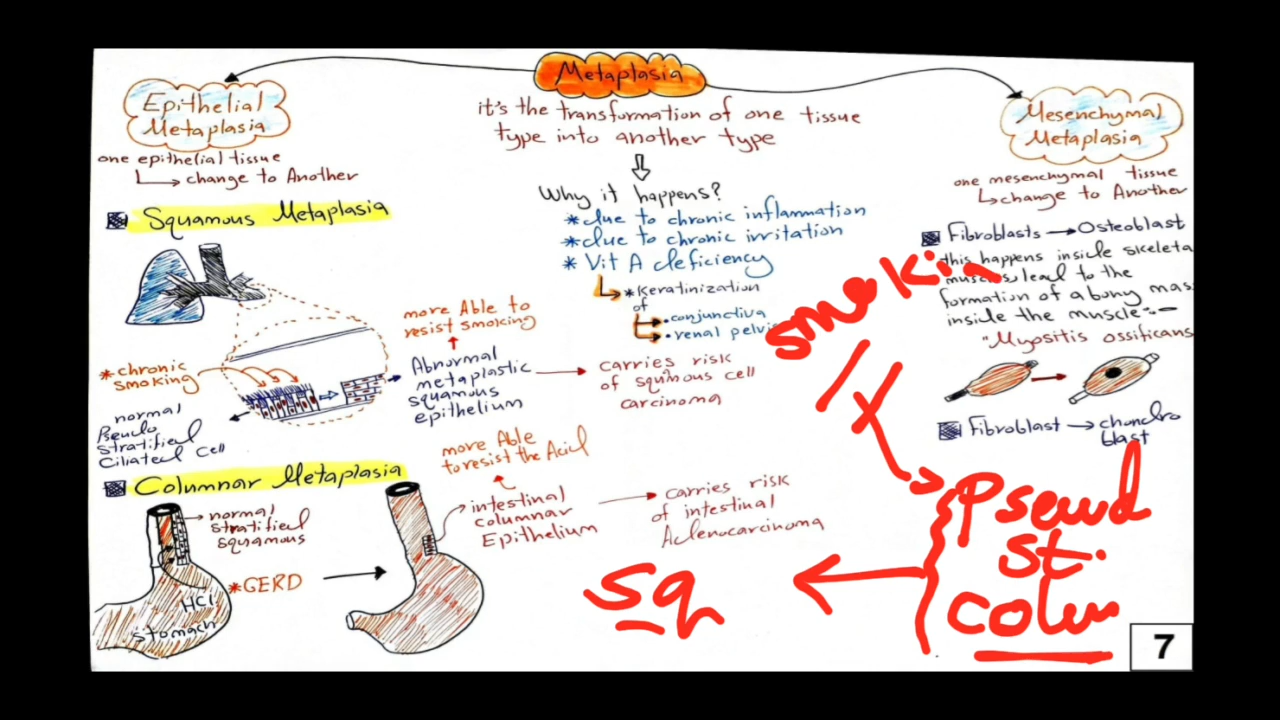 Metaplasia
it's the transformation of one tissue
type into another type
Why it happens?
* due to chronic inflammation
* due to chronic irritation
* Vit A deficiency
* Keratinization
of
• conjunctiva
• renal pelvis
Epithelial
Metaplasia
one epithelial tissue
change to Another
Squamous Metaplasia
* chronic
smoking
normal
Pseudo
stratified
Ciliated Cell
more Able to
resist smoking
Abnormal
metaplastic
squamous
epithelium
carries risk
of squmous cell
carcinoma
Columnar Metaplasia
normal
stratified
squamous
* GERD
HCl
stomach
more Able
to resist the Acid
intestinal
columnar
Epithelium
carries risk
of intestinal
Adenocarcinoma
Mesenchymal
Metaplasia
one mesenchymal tissue
change to Another
Fibroblasts → Osteoblast
this happens inside skeleta
muscles, lead to the
formation of a bony mas
inside the muscle
"Myositis ossificans
Fibroblast → chondro
blast
smokin
Pseud
st.
colum
sq
7